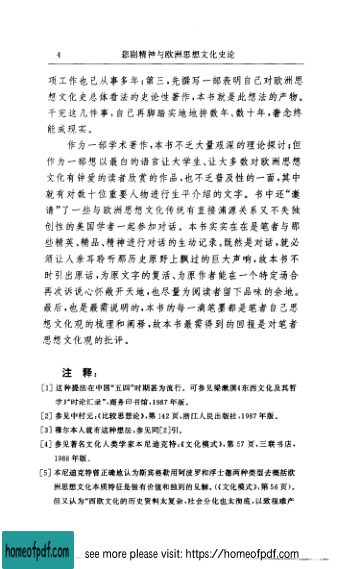 4 悲剧精神与欧洲思想文化史论
项工作也已从事多年;第三,先撰写一部表明自己对欧洲思
想文化史总体看法的史论性著作,本书就是此想法的产物。
干完这几件事,自己再脚踏实地地拚数年、数十年,著念终
能成现实。
作为一部学术著作,本书不乏大量艰深的理论探讨;但
作为一部想以最白的语言让大学生、让大多数对欧洲思想
文化有钟爱的读者欣赏的作品,也不乏普及性的一面,其中
就有对数十位重要人物进行生平介绍的文字。书中还“邀
请”了一些与欧洲思想文化传统有直接渊源关系又不失独
创性的美国学者一起参加对话。本书实实在在是笔者与那
些精英、精品、精神进行对话的生动记录。既然是对话,就必
须让人亲耳聆听那历史原野上飘过的巨大声响,故本书不
时引出原话,为原文字的复活、为原作者能在一个特定场合
再次诉说心怀敞开天地,也尽量为阅读者留下品味的余地。
最后,也是最需说明的,本书的每一滴笔墨都是笔者自己思
想文化观的梳理和阐释,故本书最需得到的回报是对笔者
思想文化观的批评。
注 释:
[1] 这种提法在中国“五四”时期甚为流行。可参见梁漱溟《东西文化及其哲
学》“时论汇录”,商务印书馆,1987年版。
[2] 参见中村元:《比较思想论》,第142页,浙江人民出版社,1987年版。
[3] 雅尔本人就有这种想法,参见同[2]引。
[4] 参见著名文化人类学家本尼迪克特:《文化模式》,第57页,三联书店,
1988年版。
[5] 本尼迪克特曾正确地认为斯宾格勒用阿波罗和浮士德两种类型去概括欧
洲思想文化本质特征是很有价值和独到的见解。(《文化模式》,第56页)。
但又认为“西欧文化的历史资料太复杂,社会分化也太彻底,以致很难产
homeofpdf.com see more please visit: https://homeofpdf.com